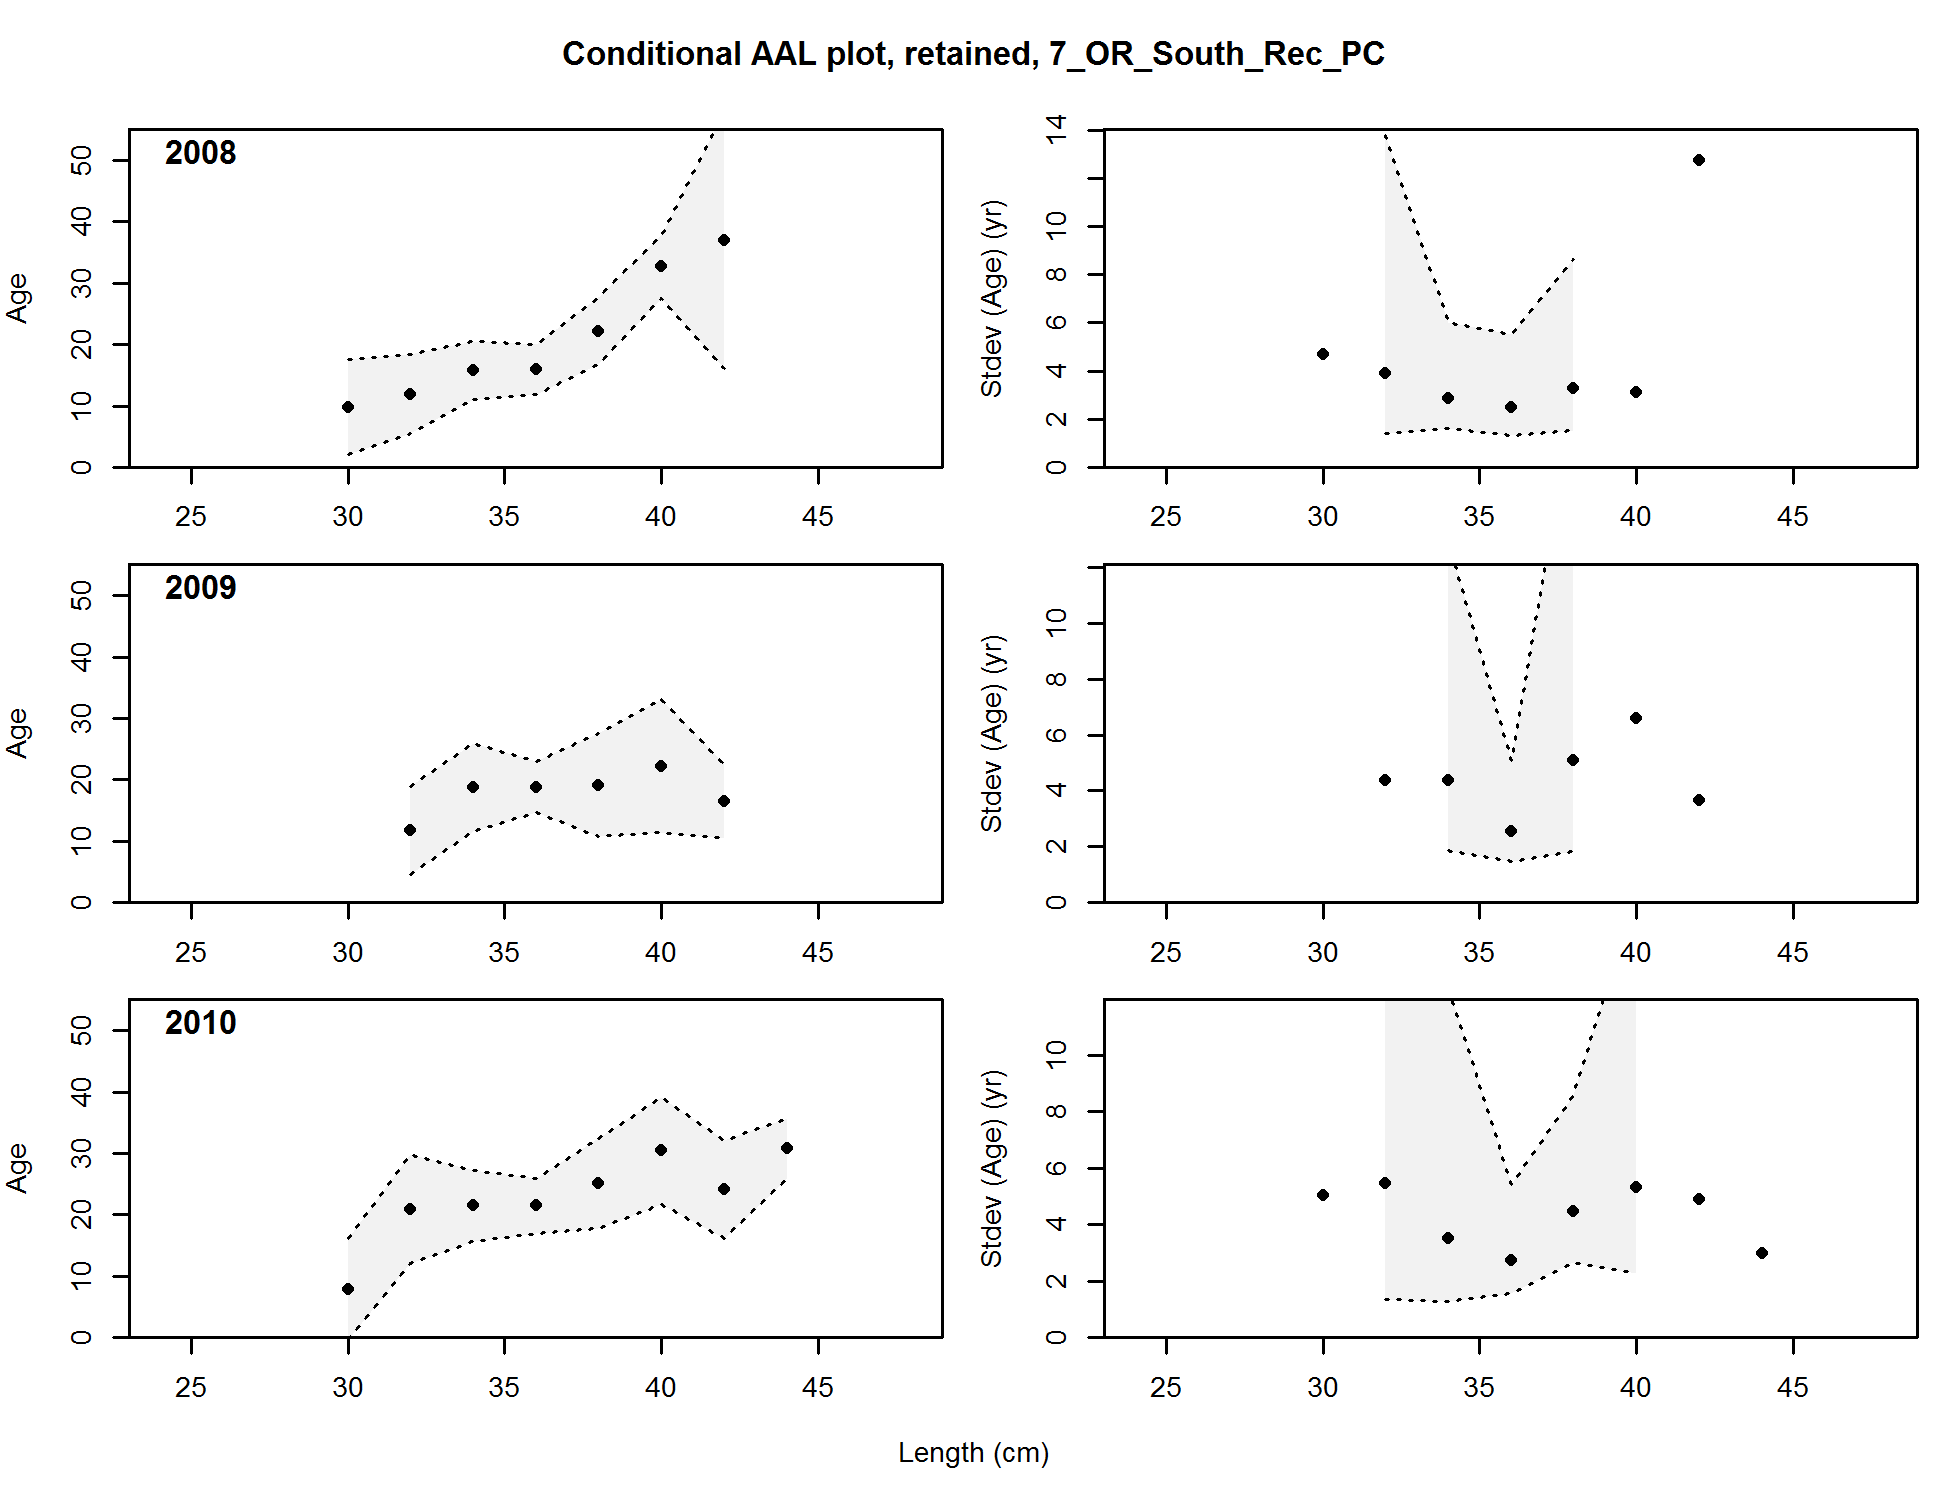 Conditional AAL plot, retained, 7_OR_South_Rec_PC
2008
Age
0 10 20 30 40 50
25 30 35 40 45
Stdev (Age) (yr)
0 2 4 6 8 10 14
25 30 35 40 45
2009
Age
0 10 20 30 40 50
25 30 35 40 45
Stdev (Age) (yr)
0 2 4 6 8 10
25 30 35 40 45
2010
Age
0 10 20 30 40 50
25 30 35 40 45
Stdev (Age) (yr)
0 2 4 6 8 10
25 30 35 40 45
Length (cm)